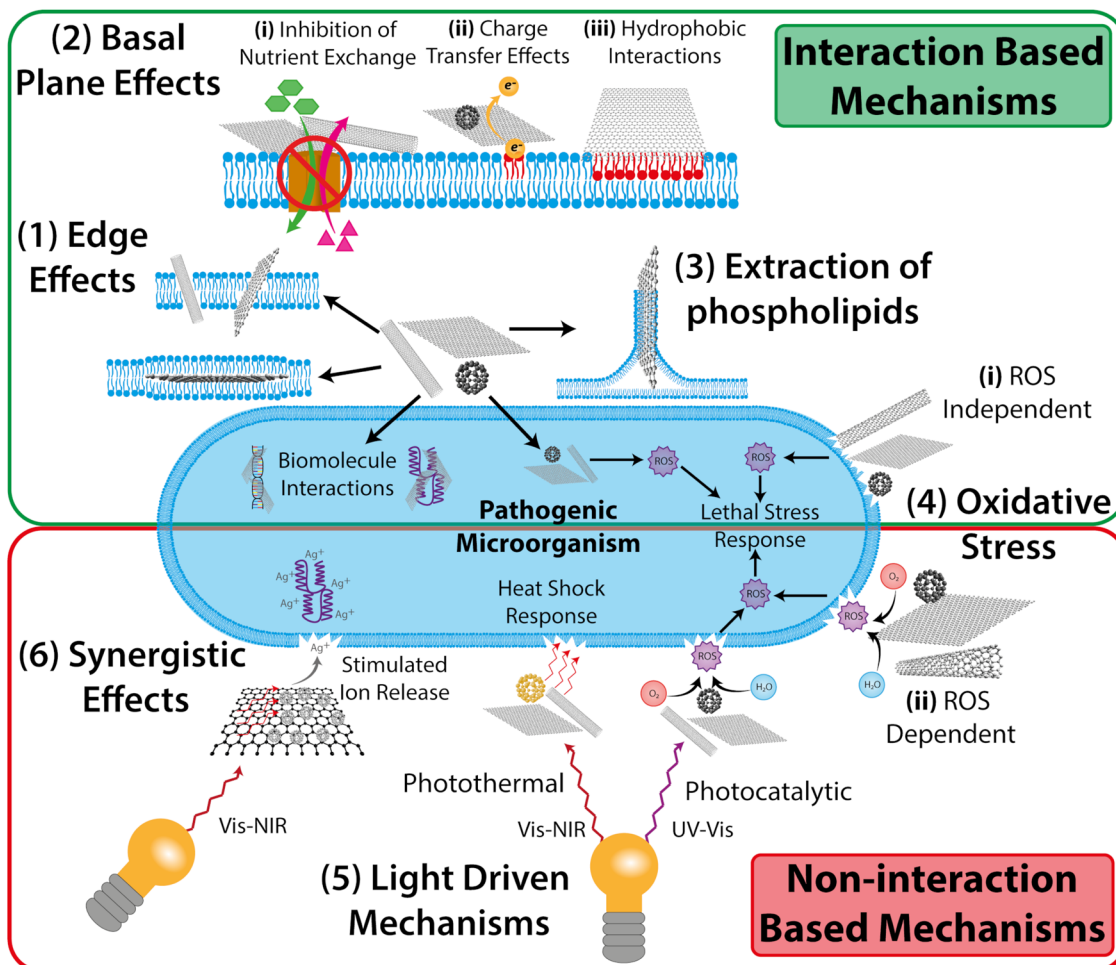 (2) Basal
Plane Effects
(i) Inhibition of
Nutrient Exchange
(ii) Charge
Transfer Effects
(iii) Hydrophobic
Interactions
Interaction Based
Mechanisms
e-
e-
(1) Edge
Effects
(3) Extraction of
phospholipids
(i) ROS
Independent
Biomolecule
Interactions
ROS
ROS
Pathogenic
Microorganism
Lethal Stress
Response
(4) Oxidative
Stress
Ag+
Ag+
Ag+
Ag+
Ag+
Heat Shock
Response
ROS
ROS
O₂
H₂O
(ii) ROS
Dependent
(6) Synergistic
Effects
Ag+
Stimulated
Ion Release
ROS
O₂
H₂O
Photothermal
Photocatalytic
Vis-NIR
Vis-NIR
UV-Vis
(5) Light Driven
Mechanisms
Non-interaction
Based Mechanisms